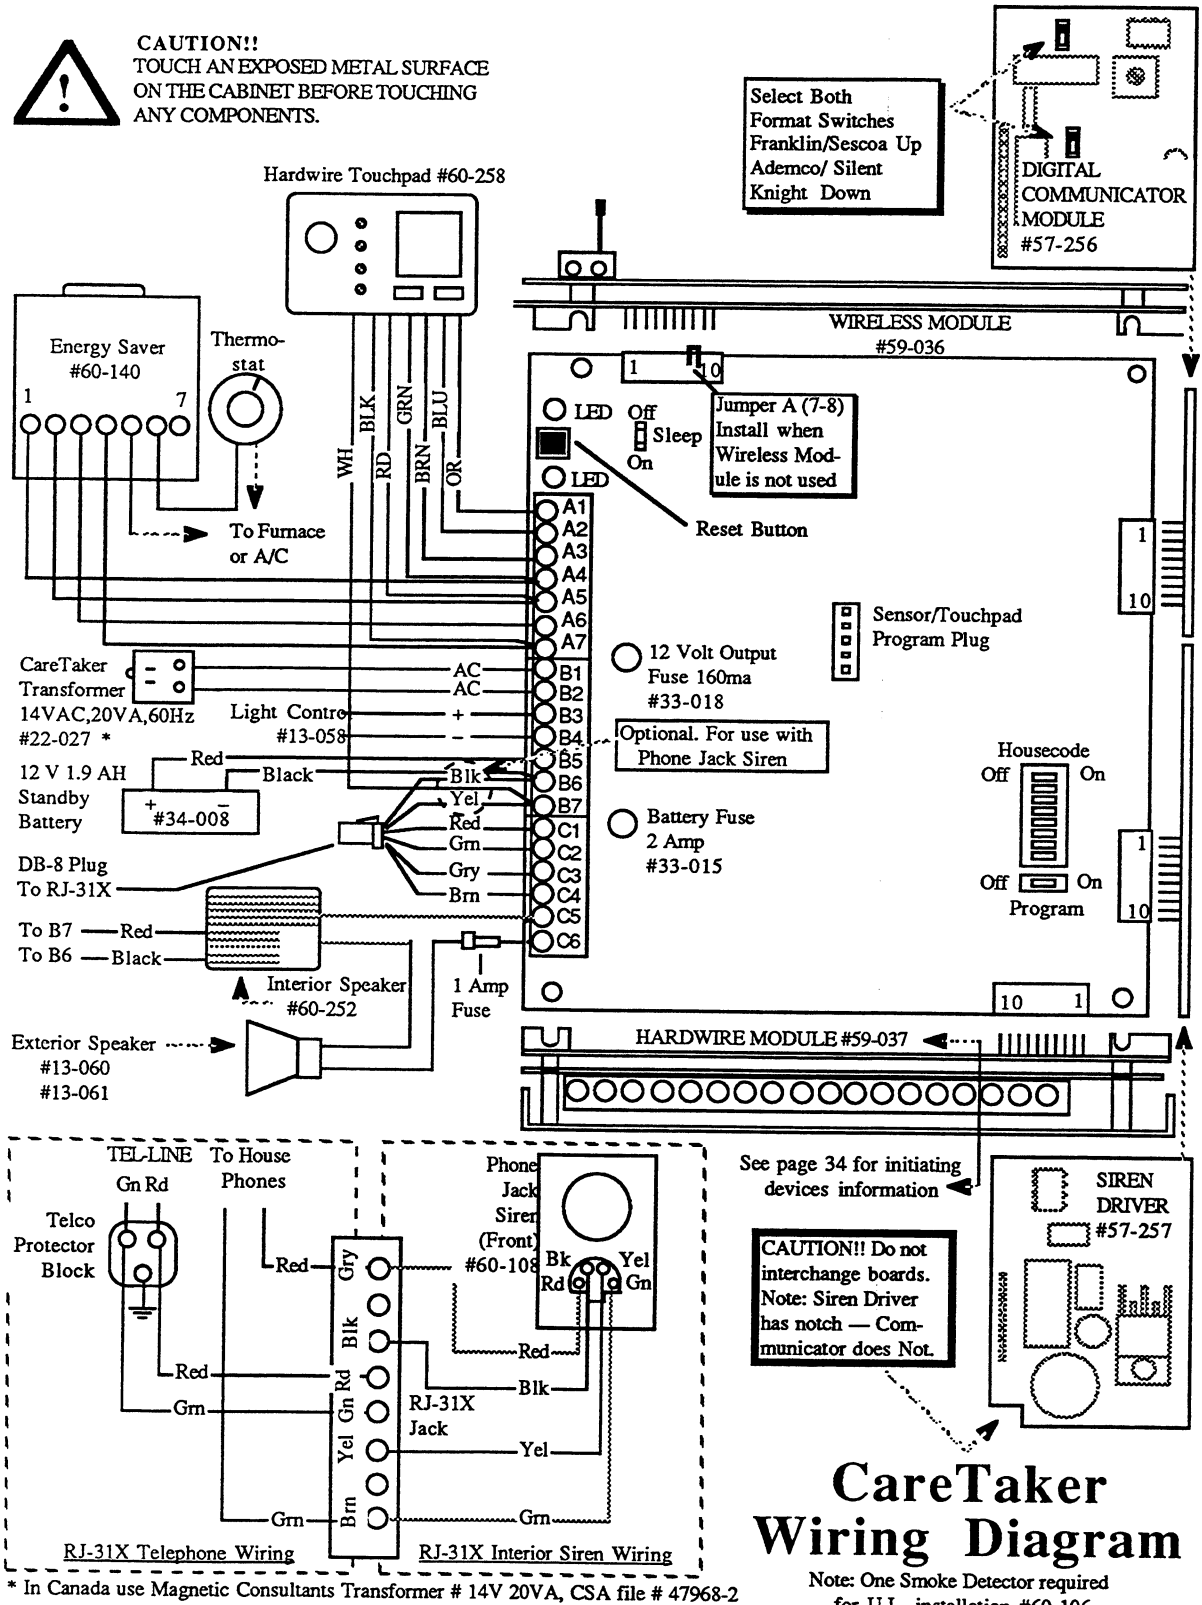 CAUTION!!
TOUCH AN EXPOSED METAL SURFACE
ON THE CABINET BEFORE TOUCHING
ANY COMPONENTS.
Select Both
Format Switches
Franklin/Sescoa Up
Ademco/ Silent
Knight Down
DIGITAL
COMMUNICATOR
MODULE
#57-256
Hardwire Touchpad #60-258
WIRELESS MODULE
#59-036
Energy Saver
#60-140
1
7
Thermo-
stat
To Furnace
or A/C
WH
BLK
RD
GRN
BRN
BLU
OR
1
10
LED
Off
Sleep
On
LED
Jumper A (7-8)
Install when
Wireless Mod-
ule is not used
Reset Button
A1
A2
A3
A4
A5
A6
A7
B1
B2
B3
B4
B5
B6
B7
C1
C2
C3
C4
C5
C6
1
10
Sensor/Touchpad
Program Plug
12 Volt Output
Fuse 160ma
#33-018
CareTaker
Transformer
14VAC,20VA,60Hz
#22-027 *
AC
AC
Light Contro
#13-058
+
–
Optional. For use with
Phone Jack Siren
12 V 1.9 AH
Standby
Battery
Red
Black
+ –
#34-008
Blk
Yel
Red
Grn
Gry
Brn
Battery Fuse
2 Amp
#33-015
Housecode
Off
On
Off
On
Program
1
10
DB-8 Plug
To RJ-31X
To B7
Red
To B6
Black
Interior Speaker
#60-252
1 Amp
Fuse
10
1
Exterior Speaker
#13-060
#13-061
HARDWIRE MODULE #59-037
See page 34 for initiating
devices information
TEL-LINE
Gn Rd
To House
Phones
Telco
Protector
Block
Red
Red
Grn
Grn
Gry
Blk
Rd
Gn
Yel
Brn
RJ-31X
Jack
Phone
Jack
Siren
(Front)
#60-108
Bk
Yel
Rd
Gn
Red
Blk
Yel
Grn
RJ-31X Telephone Wiring
RJ-31X Interior Siren Wiring
CAUTION!! Do not
interchange boards.
Note: Siren Driver
has notch — Com-
municator does Not.
SIREN
DRIVER
#57-257
CareTaker
Wiring Diagram
Note: One Smoke Detector required
for U.L. installation #60-106
* In Canada use Magnetic Consultants Transformer # 14V 20VA, CSA file # 47968-2